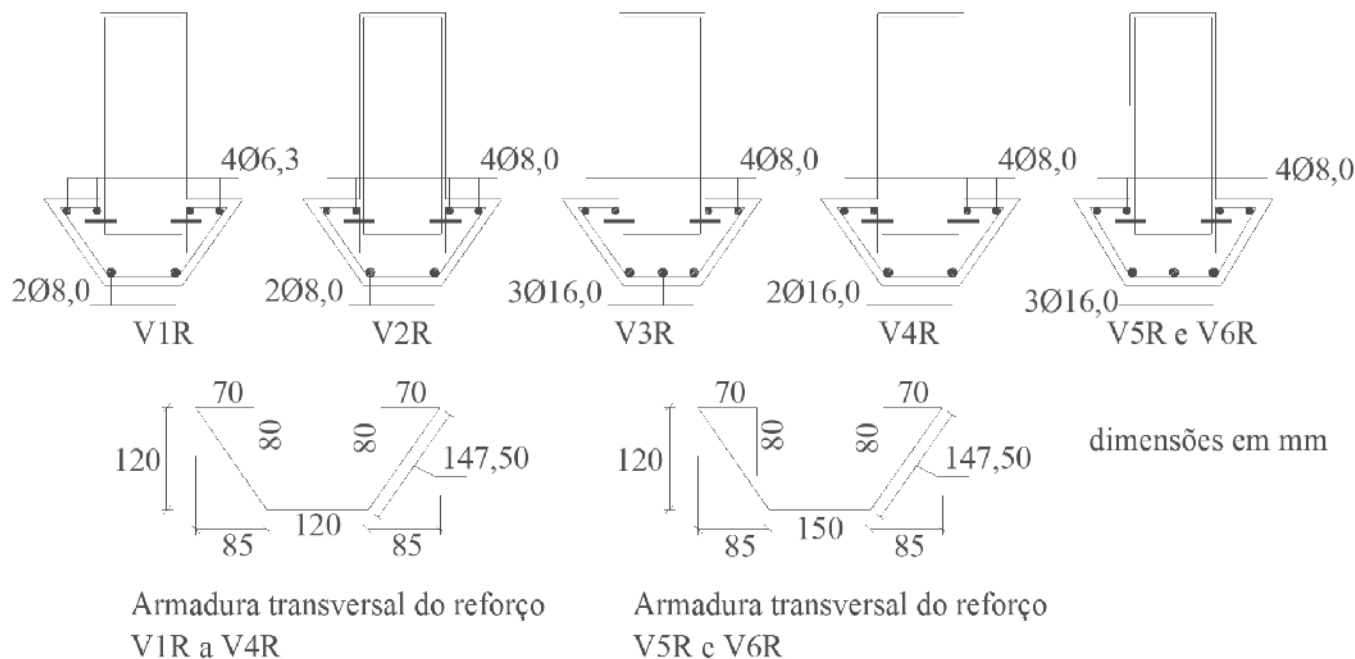 4Ø6,3 4Ø8,0 4Ø8,0 4Ø8,0 4Ø8,0
2Ø8,0 2Ø8,0 3Ø16,0 2Ø16,0 3Ø16,0
V1R V2R V3R V4R V5R e V6R
70 70 70 70
120 80 80 147,50 120 80 80 147,50 dimensões em mm
85 120 85 85 150 85
Armadura transversal do reforço
V1R a V4R
Armadura transversal do reforço
V5R e V6R